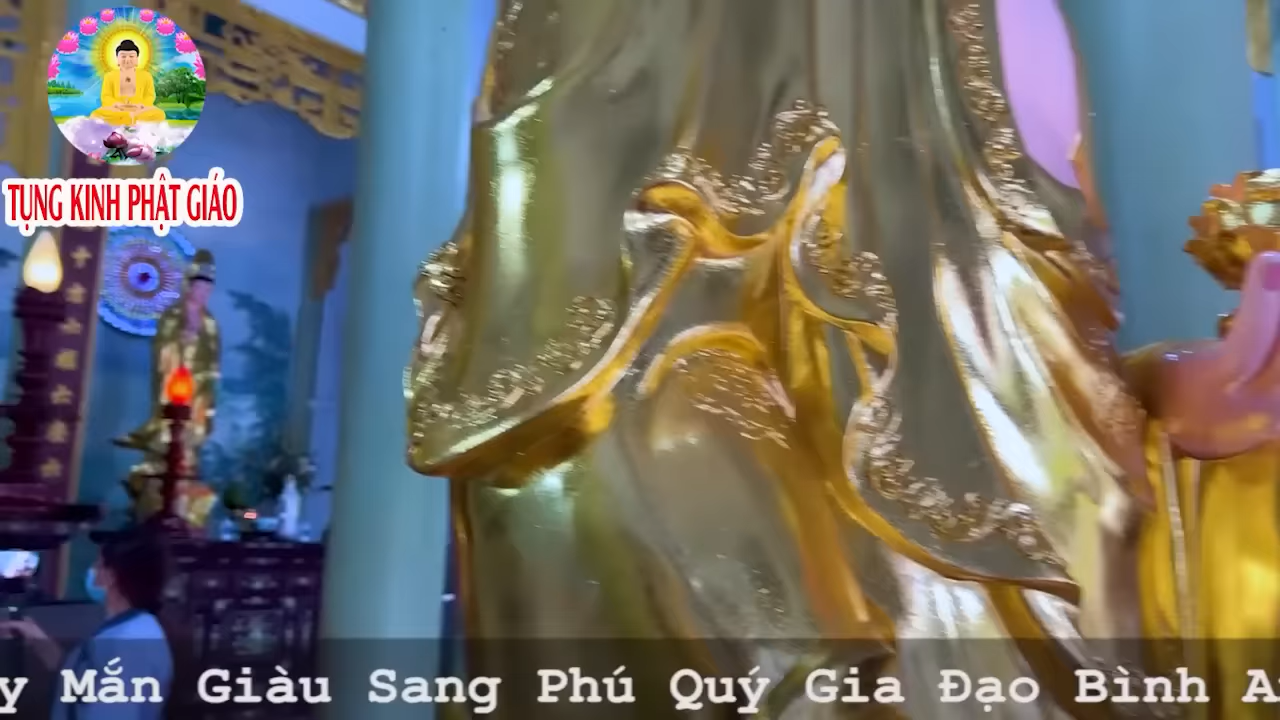 TỤNG KINH PHẬT GIÁO
y Mắn Giàu Sang Phú Quý Gia Đạo Bình A